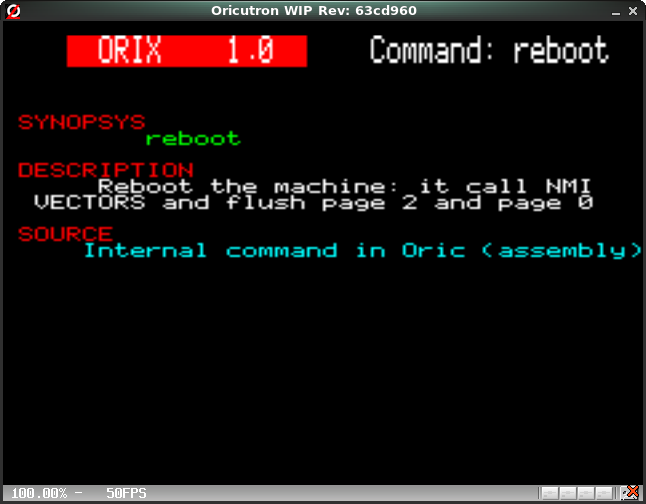 Oricutron WIP Rev: 63cd960
ORIX 1.0 Command: reboot
SYNOPSYS
reboot
DESCRIPTION
Reboot the machine: it call NMI
VECTORS and flush page 2 and page 0
SOURCE
Internal command in Oric (assembly)
100.00% - 50FPS